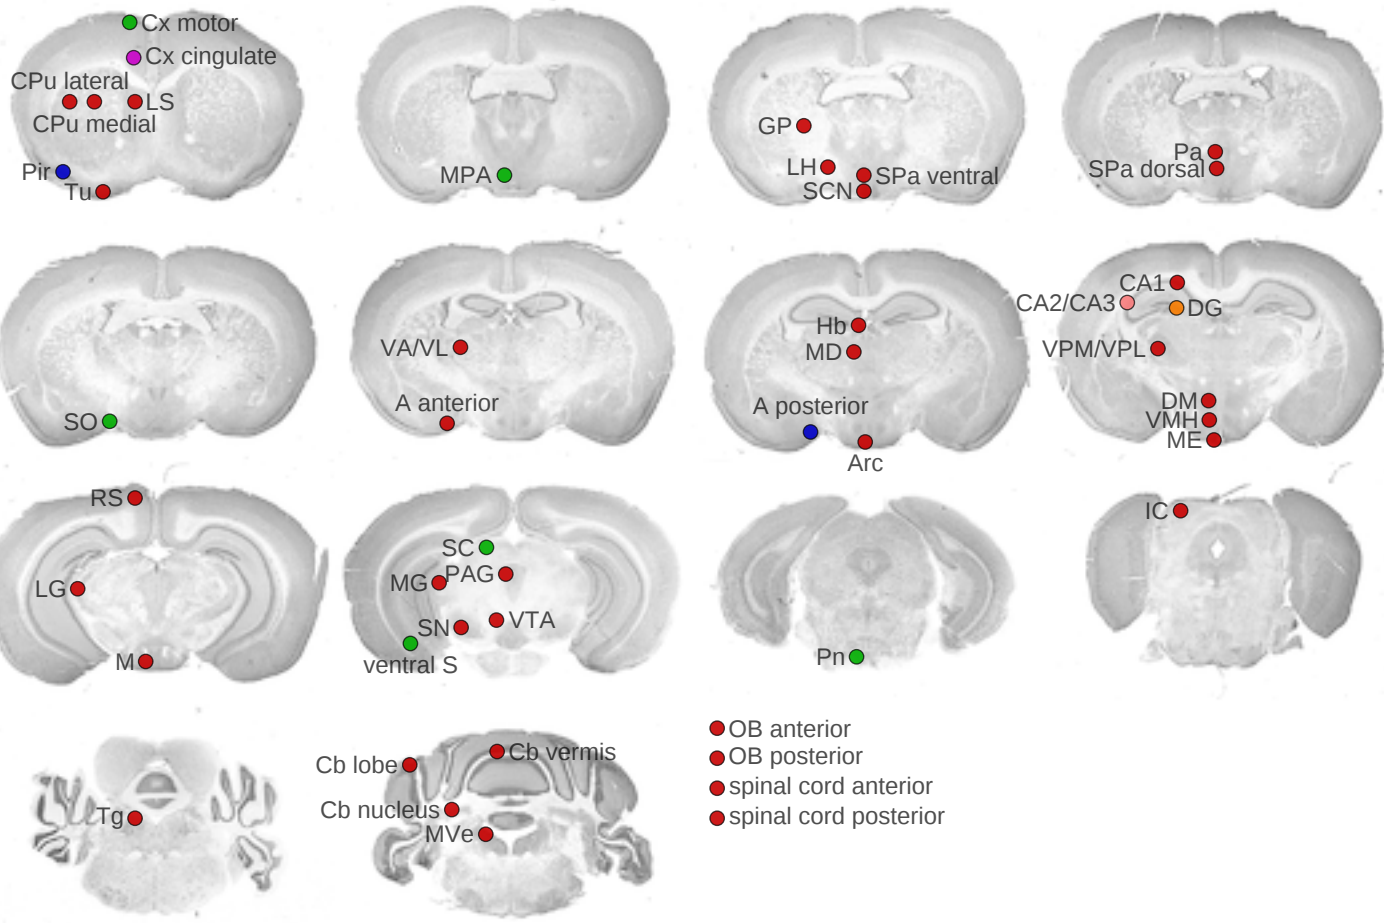 Cx motor
Cx cingulate
CPu lateral
LS
CPu medial
Pir
Tu
MPA
GP
LH
SPa ventral
SCN
Pa
SPa dorsal
SO
VA/VL
A anterior
Hb
MD
A posterior
Arc
CA1
CA2/CA3
DG
VPM/VPL
DM
VMH
ME
RS
LG
M
SC
MG
PAG
SN
VTA
ventral S
Pn
IC
Tg
Cb lobe
Cb vermis
Cb nucleus
MVe
OB anterior
OB posterior
spinal cord anterior
spinal cord posterior